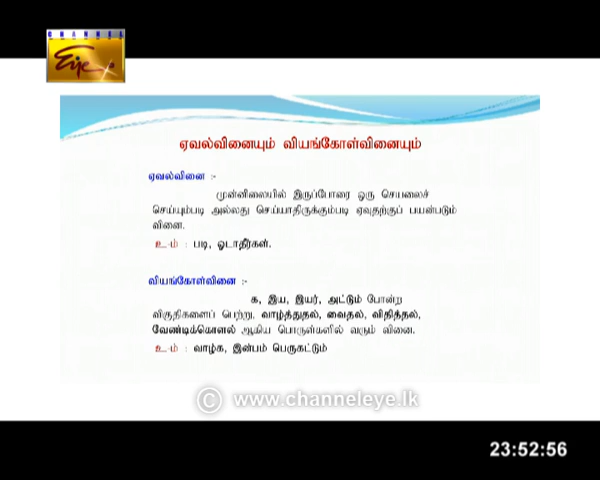 CHANNEL
Eye
ஏவல்வினையும் வியங்கோள்வினையும்
ஏவல்வினை :-
முன்னிலையில் இருப்போரை ஒரு செயலைச்
செய்யும்படி அல்லது செய்யாதிருக்கும்படி ஏவுதற்குப் பயன்படும்
வினை.
உ-ம் : படி, ஓடாதீர்கள்.
வியங்கோள்வினை :-
க, இய, இயர், அட்டும் போன்ற
விகுதிகளைப் பெற்று, வாழ்த்துதல், வைதல், விதித்தல்,
வேண்டிக்கொளல் ஆகிய பொருள்களில் வரும் வினை.
உ-ம் : வாழ்க, இன்பம் பெருகட்டும்
© www.channeleye.lk
23:52:56